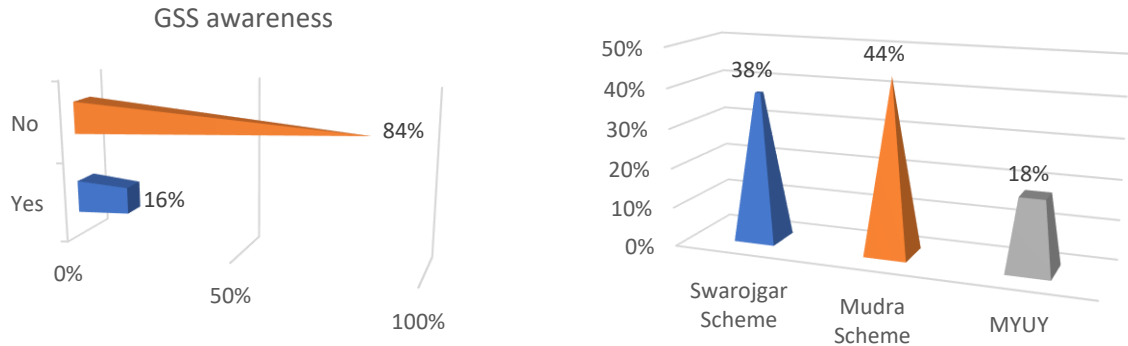 GSS awareness
No
84%
Yes
16%
0%
50%
100%
50%
40%
30%
20%
10%
0%
38%
44%
18%
Swarojgar
Scheme
Mudra
Scheme
MYUY